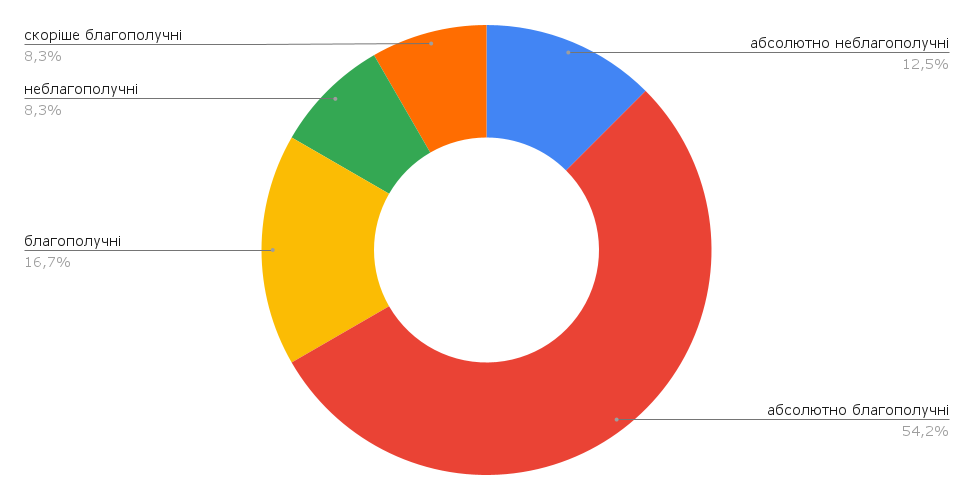 скоріше благополучні
8,3%
неблагополучні
8,3%
благополучні
16,7%
абсолютно неблагополучні
12,5%
абсолютно благополучні
54,2%